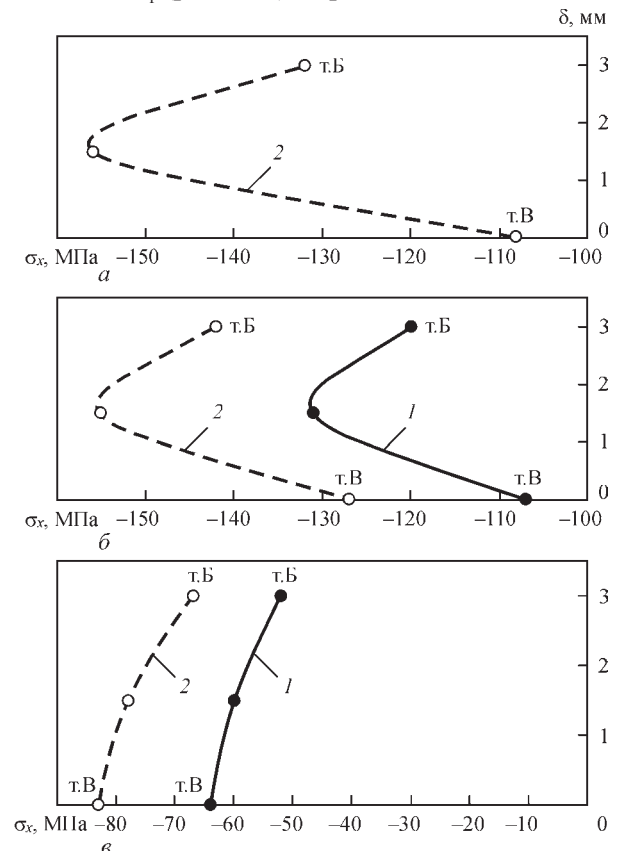 δ, мм
т.Б
3
2
2
1
т.В
0
σx, МПа –150 –140 –130 –120 –110 –100
а
т.Б т.Б
3
2
2 1
1
т.В т.В
0
σx, МПа –150 –140 –130 –120 –110 –100
б
т.Б т.Б
3
2 1
2
1
т.В т.В
σx, МПа –80 –70 –60 –50 –40 –30 –20 –10 0
в